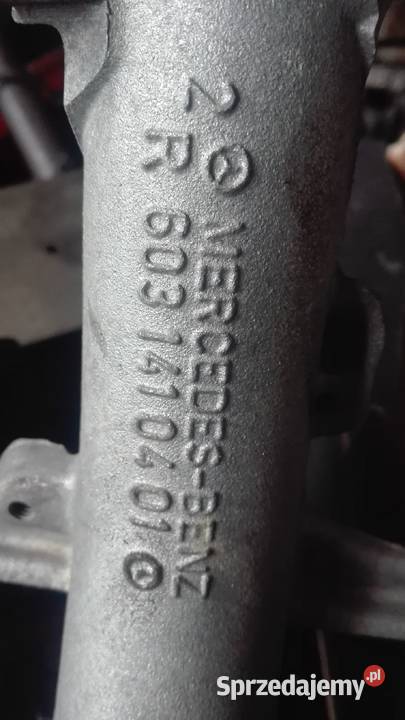 2 MERCEDES-BENZ
R 603 141 04 01
Sprzedajemy.pl